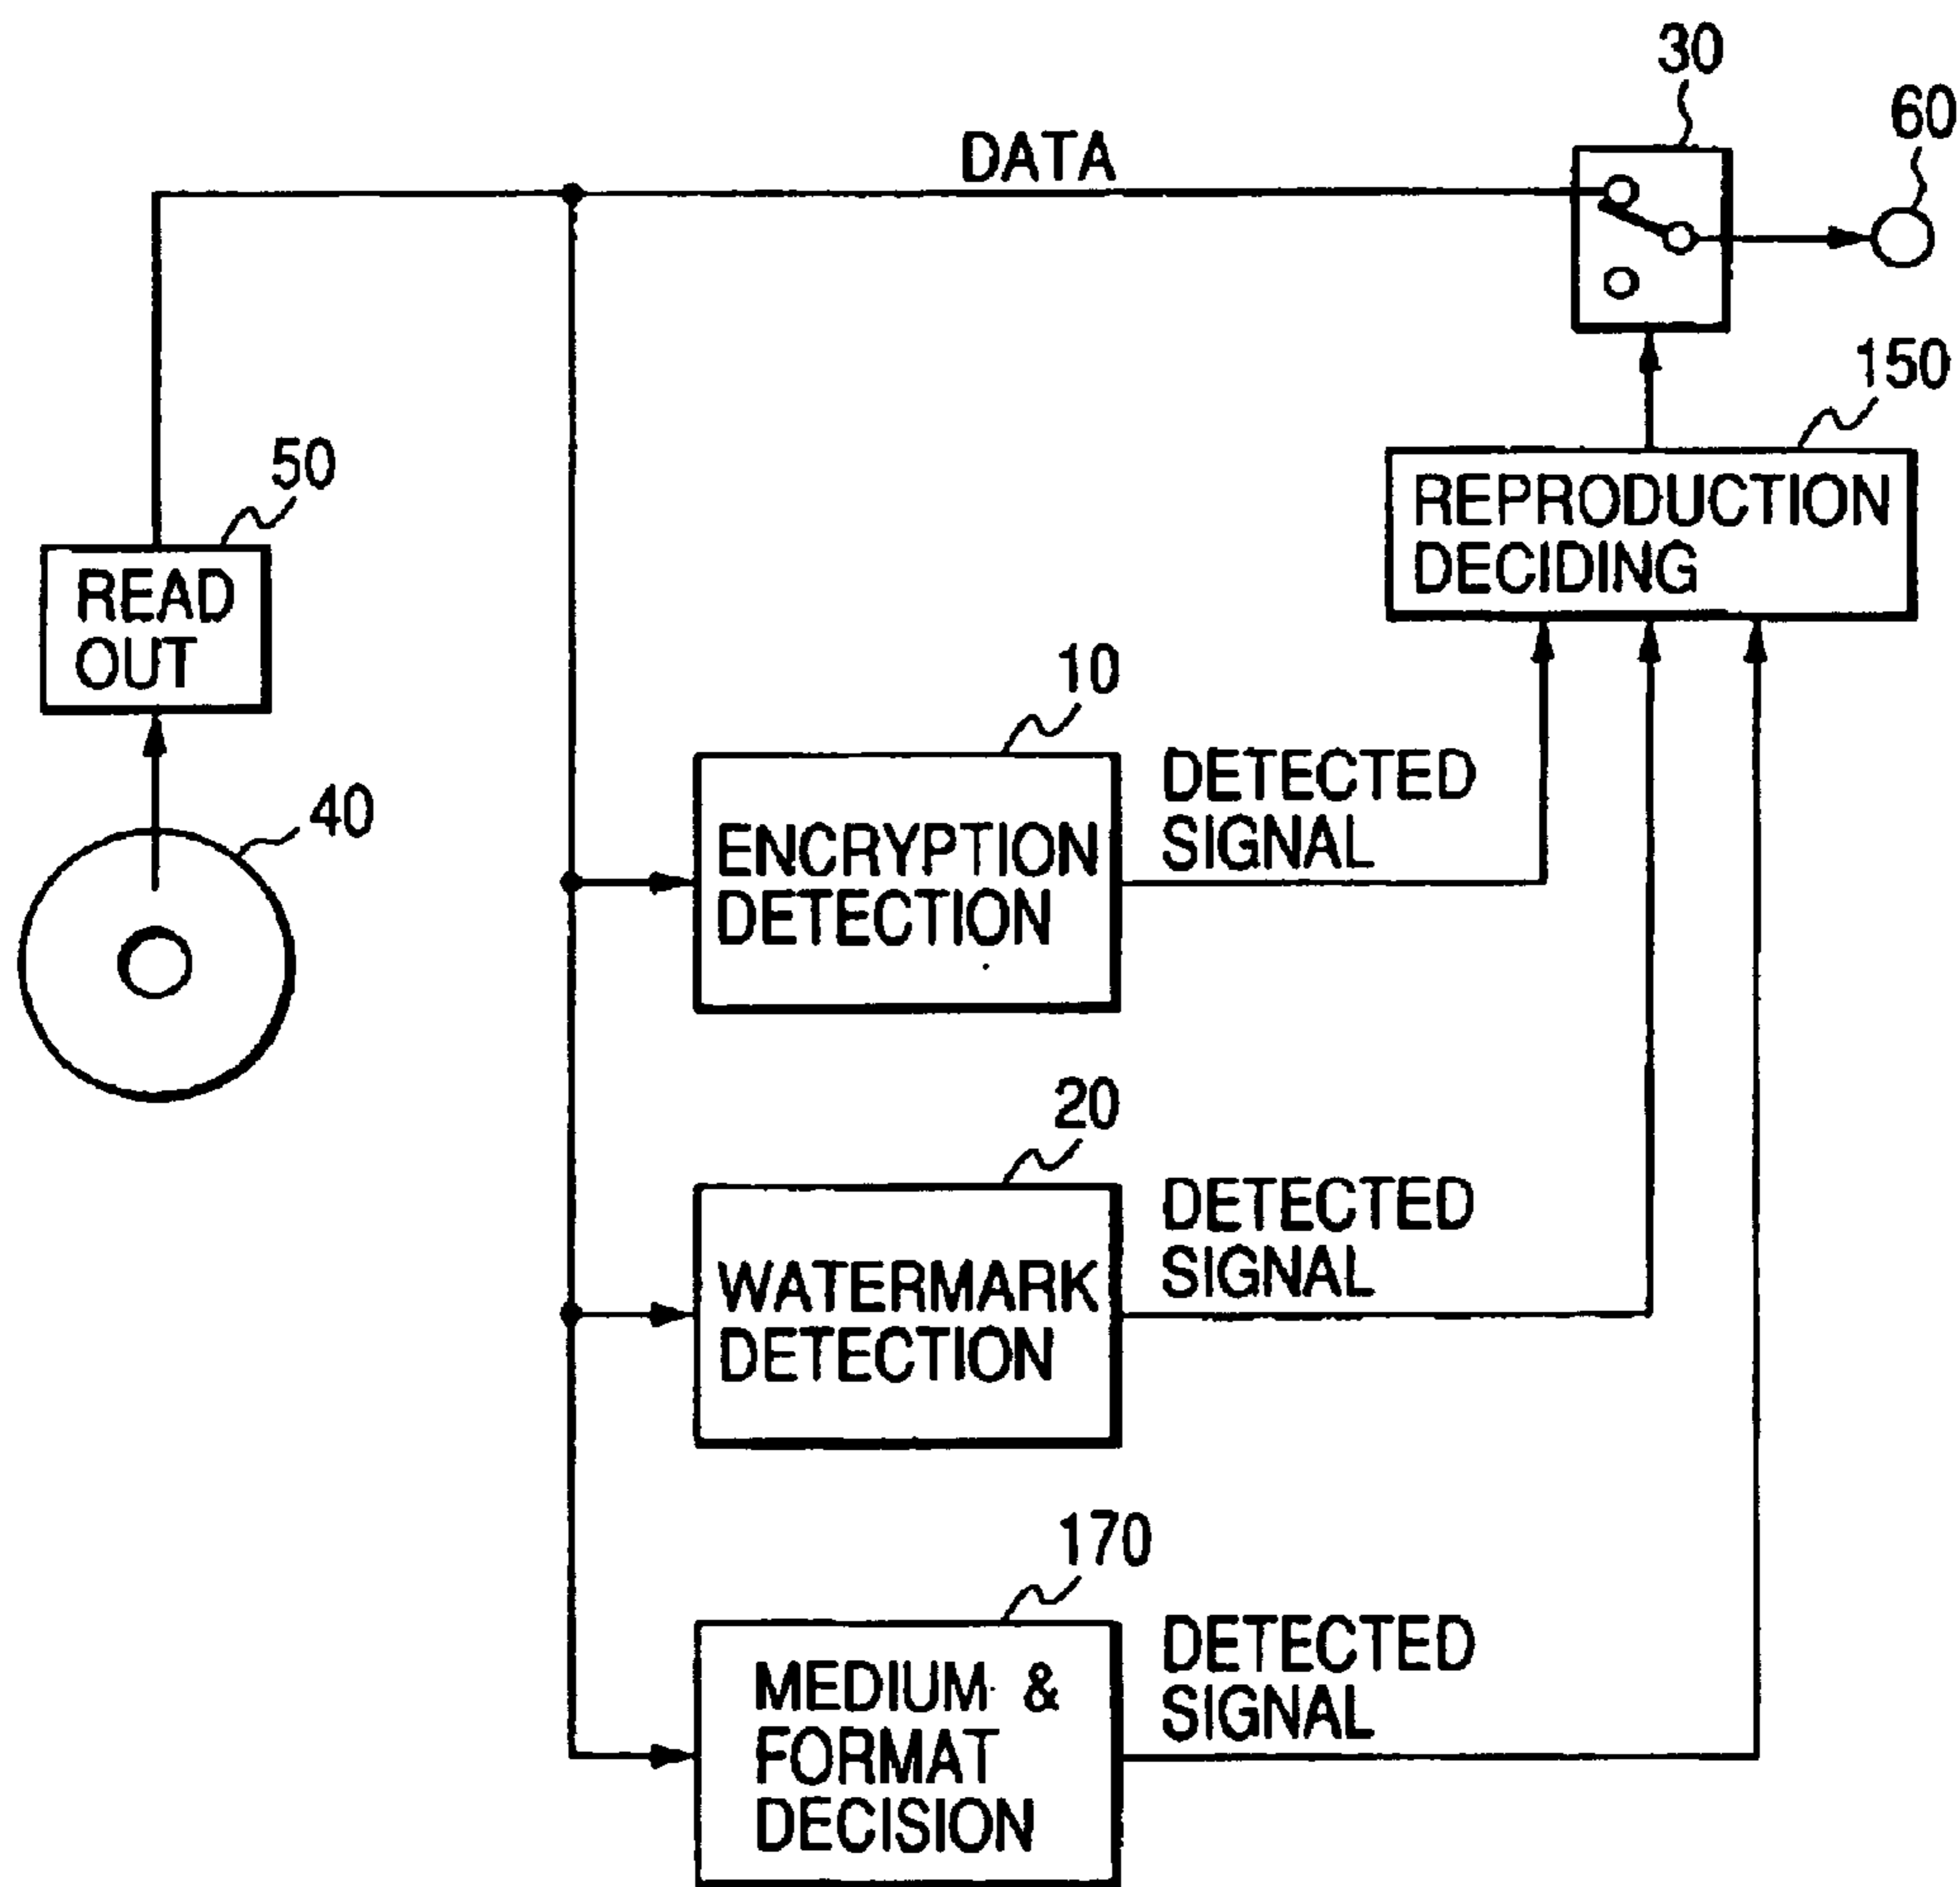 30
60
DATA
150
50
REPRODUCTION
DECIDING
READ
OUT
10
DETECTED
SIGNAL
40
ENCRYPTION
DETECTION
20
DETECTED
SIGNAL
WATERMARK
DETECTION
170
DETECTED
SIGNAL
MEDIUM &
FORMAT
DECISION